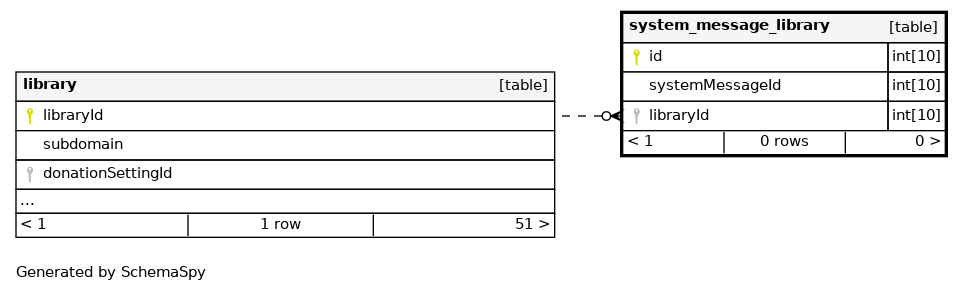 system_message_library [table]
id int[10]
systemMessageId int[10]
libraryId int[10]
< 1 0 rows 0 >
library [table]
libraryId
subdomain
donationSettingId
...
< 1 1 row 51 >
Generated by SchemaSpy